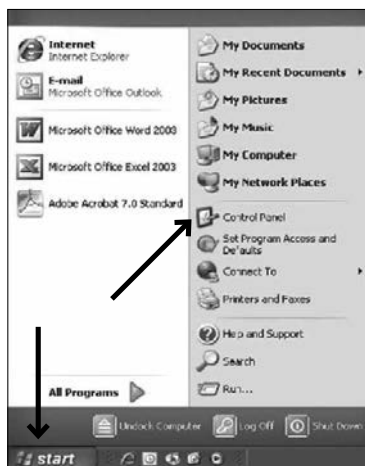 Internet
Internet Explorer
E-mail
Microsoft Office Outlook
Microsoft Office Word 2003
Microsoft Office Excel 2003
Adobe Acrobat 7.0 Standard
All Programs
My Documents
My Recent Documents
My Pictures
My Music
My Computer
My Network Places
Control Panel
Set Program Access and
Defaults
Connect To
Printers and Faxes
Help and Support
Search
Run...
Undock Computer
Log Off
Shut Down
start